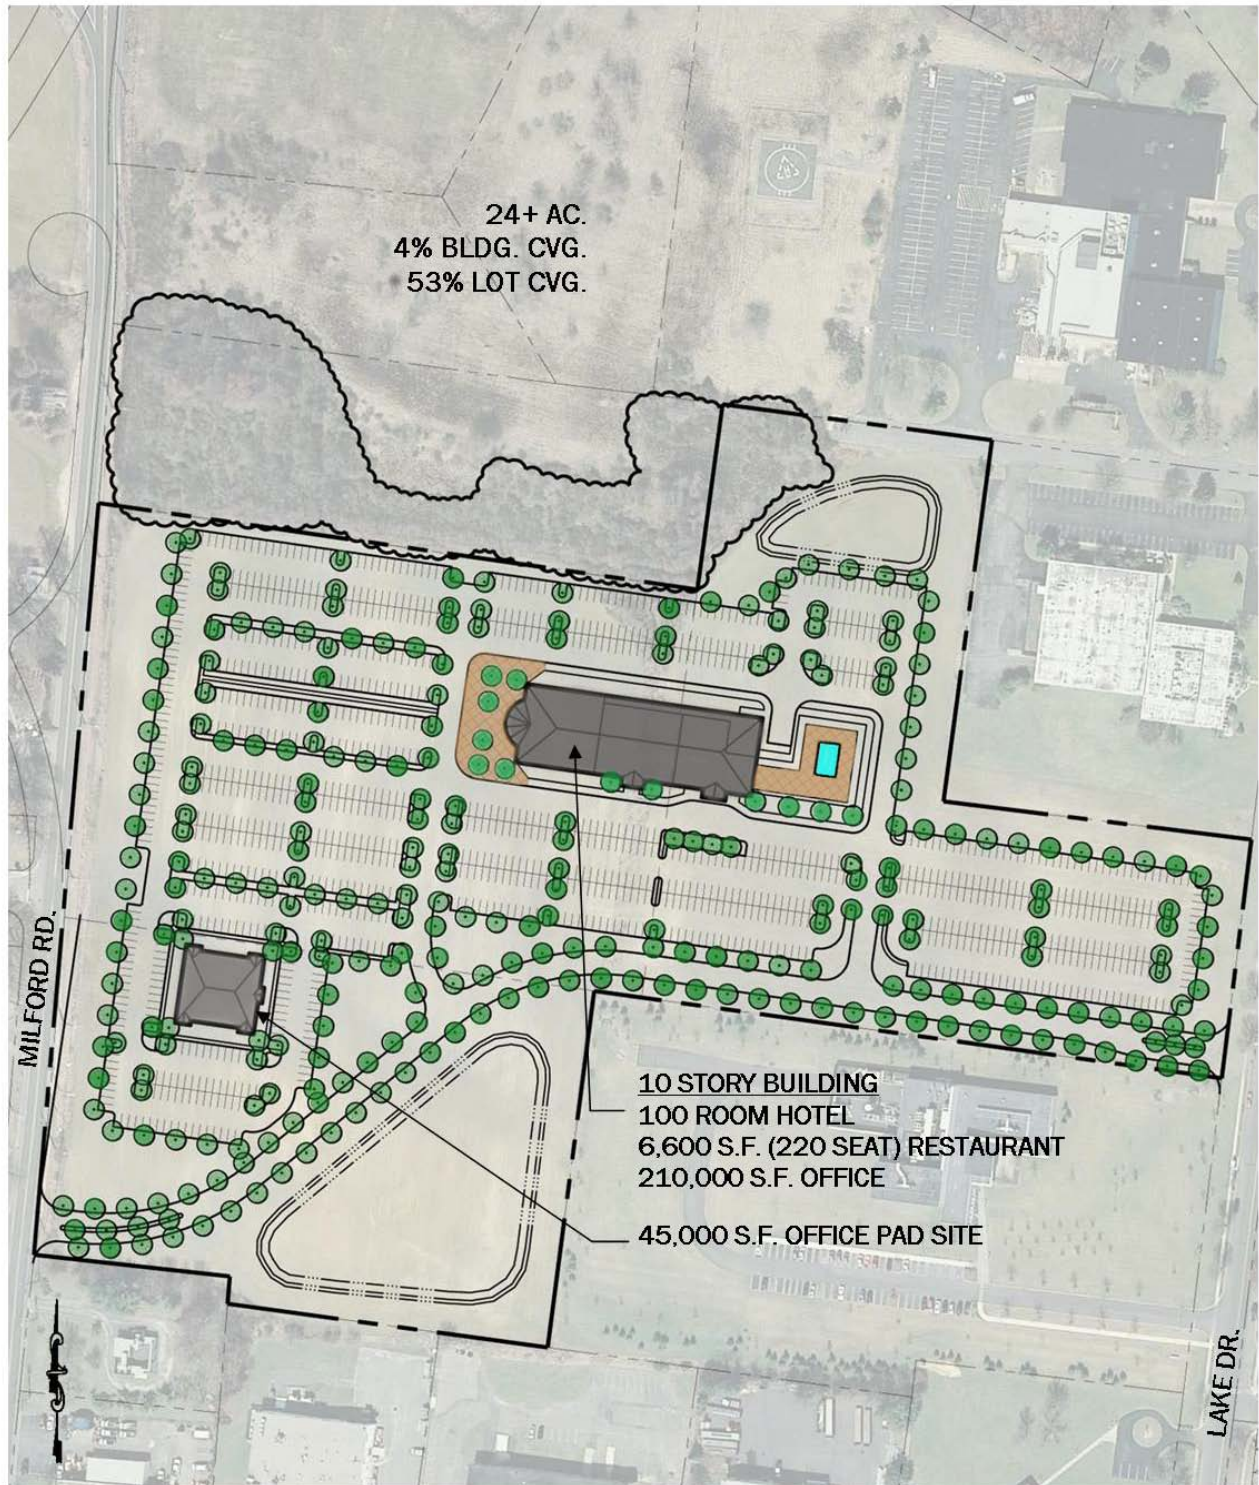 24+ AC.
4% BLDG. CVG.
53% LOT CVG.
MILFORD RD.
10 STORY BUILDING
100 ROOM HOTEL
6,600 S.F. (220 SEAT) RESTAURANT
210,000 S.F. OFFICE
45,000 S.F. OFFICE PAD SITE
LAKE DR.